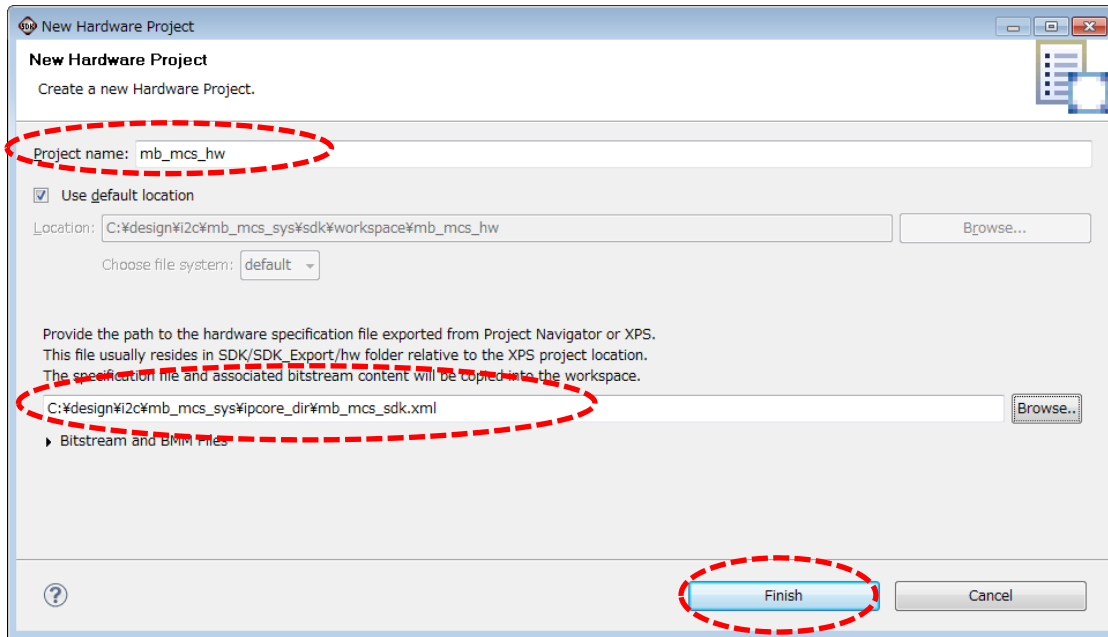 SDK New Hardware Project
New Hardware Project
Create a new Hardware Project.
Project name: mb_mcs_hw
Use default location
Location: C:¥design¥i2c¥mb_mcs_sys¥sdk¥workspace¥mb_mcs_hw Browse...
Choose file system: default
Provide the path to the hardware specification file exported from Project Navigator or XPS.
This file usually resides in SDK/SDK_Export/hw folder relative to the XPS project location.
The specification file and associated bitstream content will be copied into the workspace.
C:¥design¥i2c¥mb_mcs_sys¥ipcore_dir¥mb_mcs_sdk.xml Browse..
Bitstream and BMM Files
? Finish Cancel